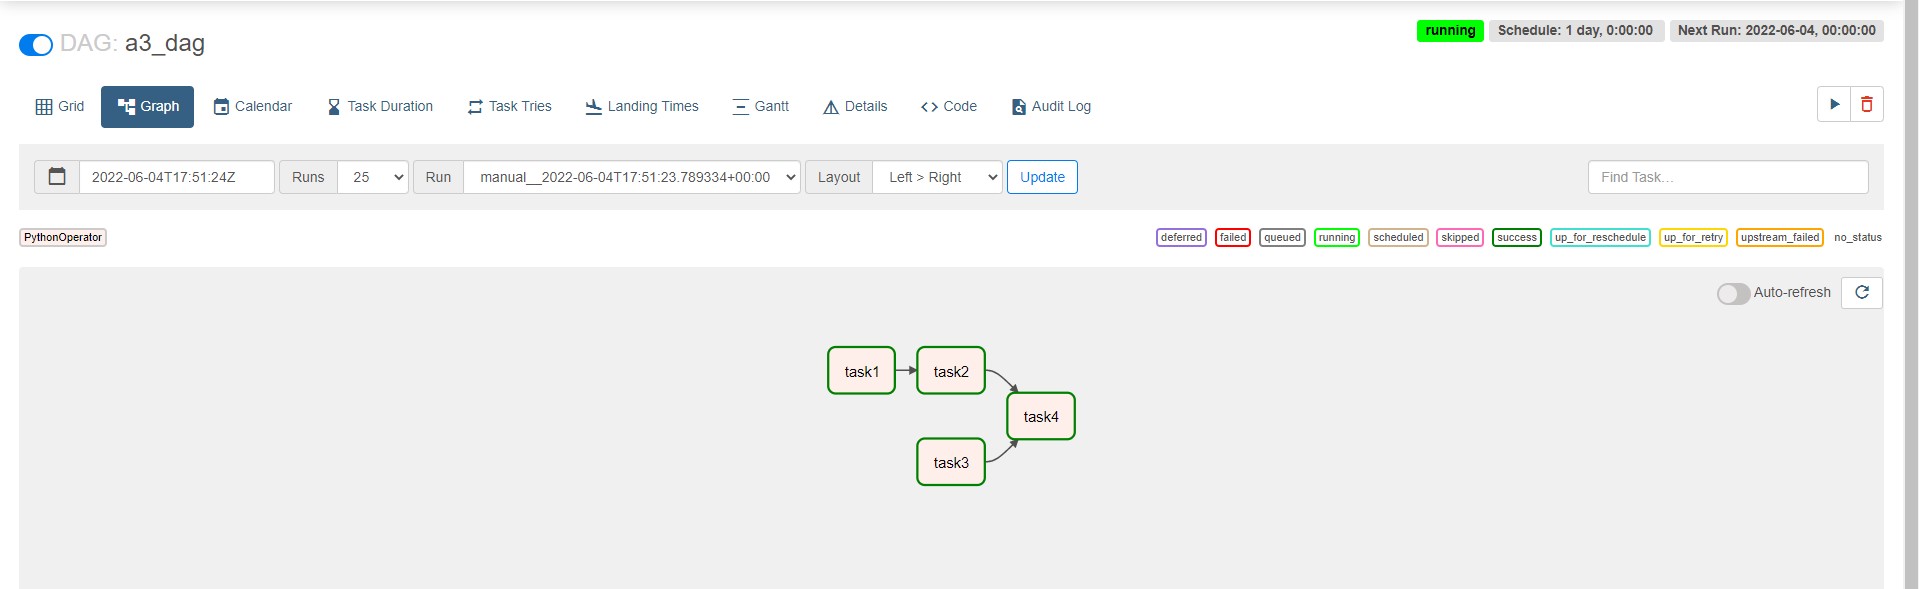 DAG: a3_dag
running Schedule: 1 day, 0:00:00 Next Run: 2022-06-04, 00:00:00
Grid Graph Calendar Task Duration Task Tries Landing Times Gantt Details Code Audit Log
2022-06-04T17:51:24Z Runs 25 Run manual__2022-06-04T17:51:23.789334+00:00 Layout Left > Right Update Find Task...
PythonOperator deferred failed queued running scheduled skipped success up_for_reschedule up_for_retry upstream_failed no_status
Auto-refresh
task1 task2
task4
task3